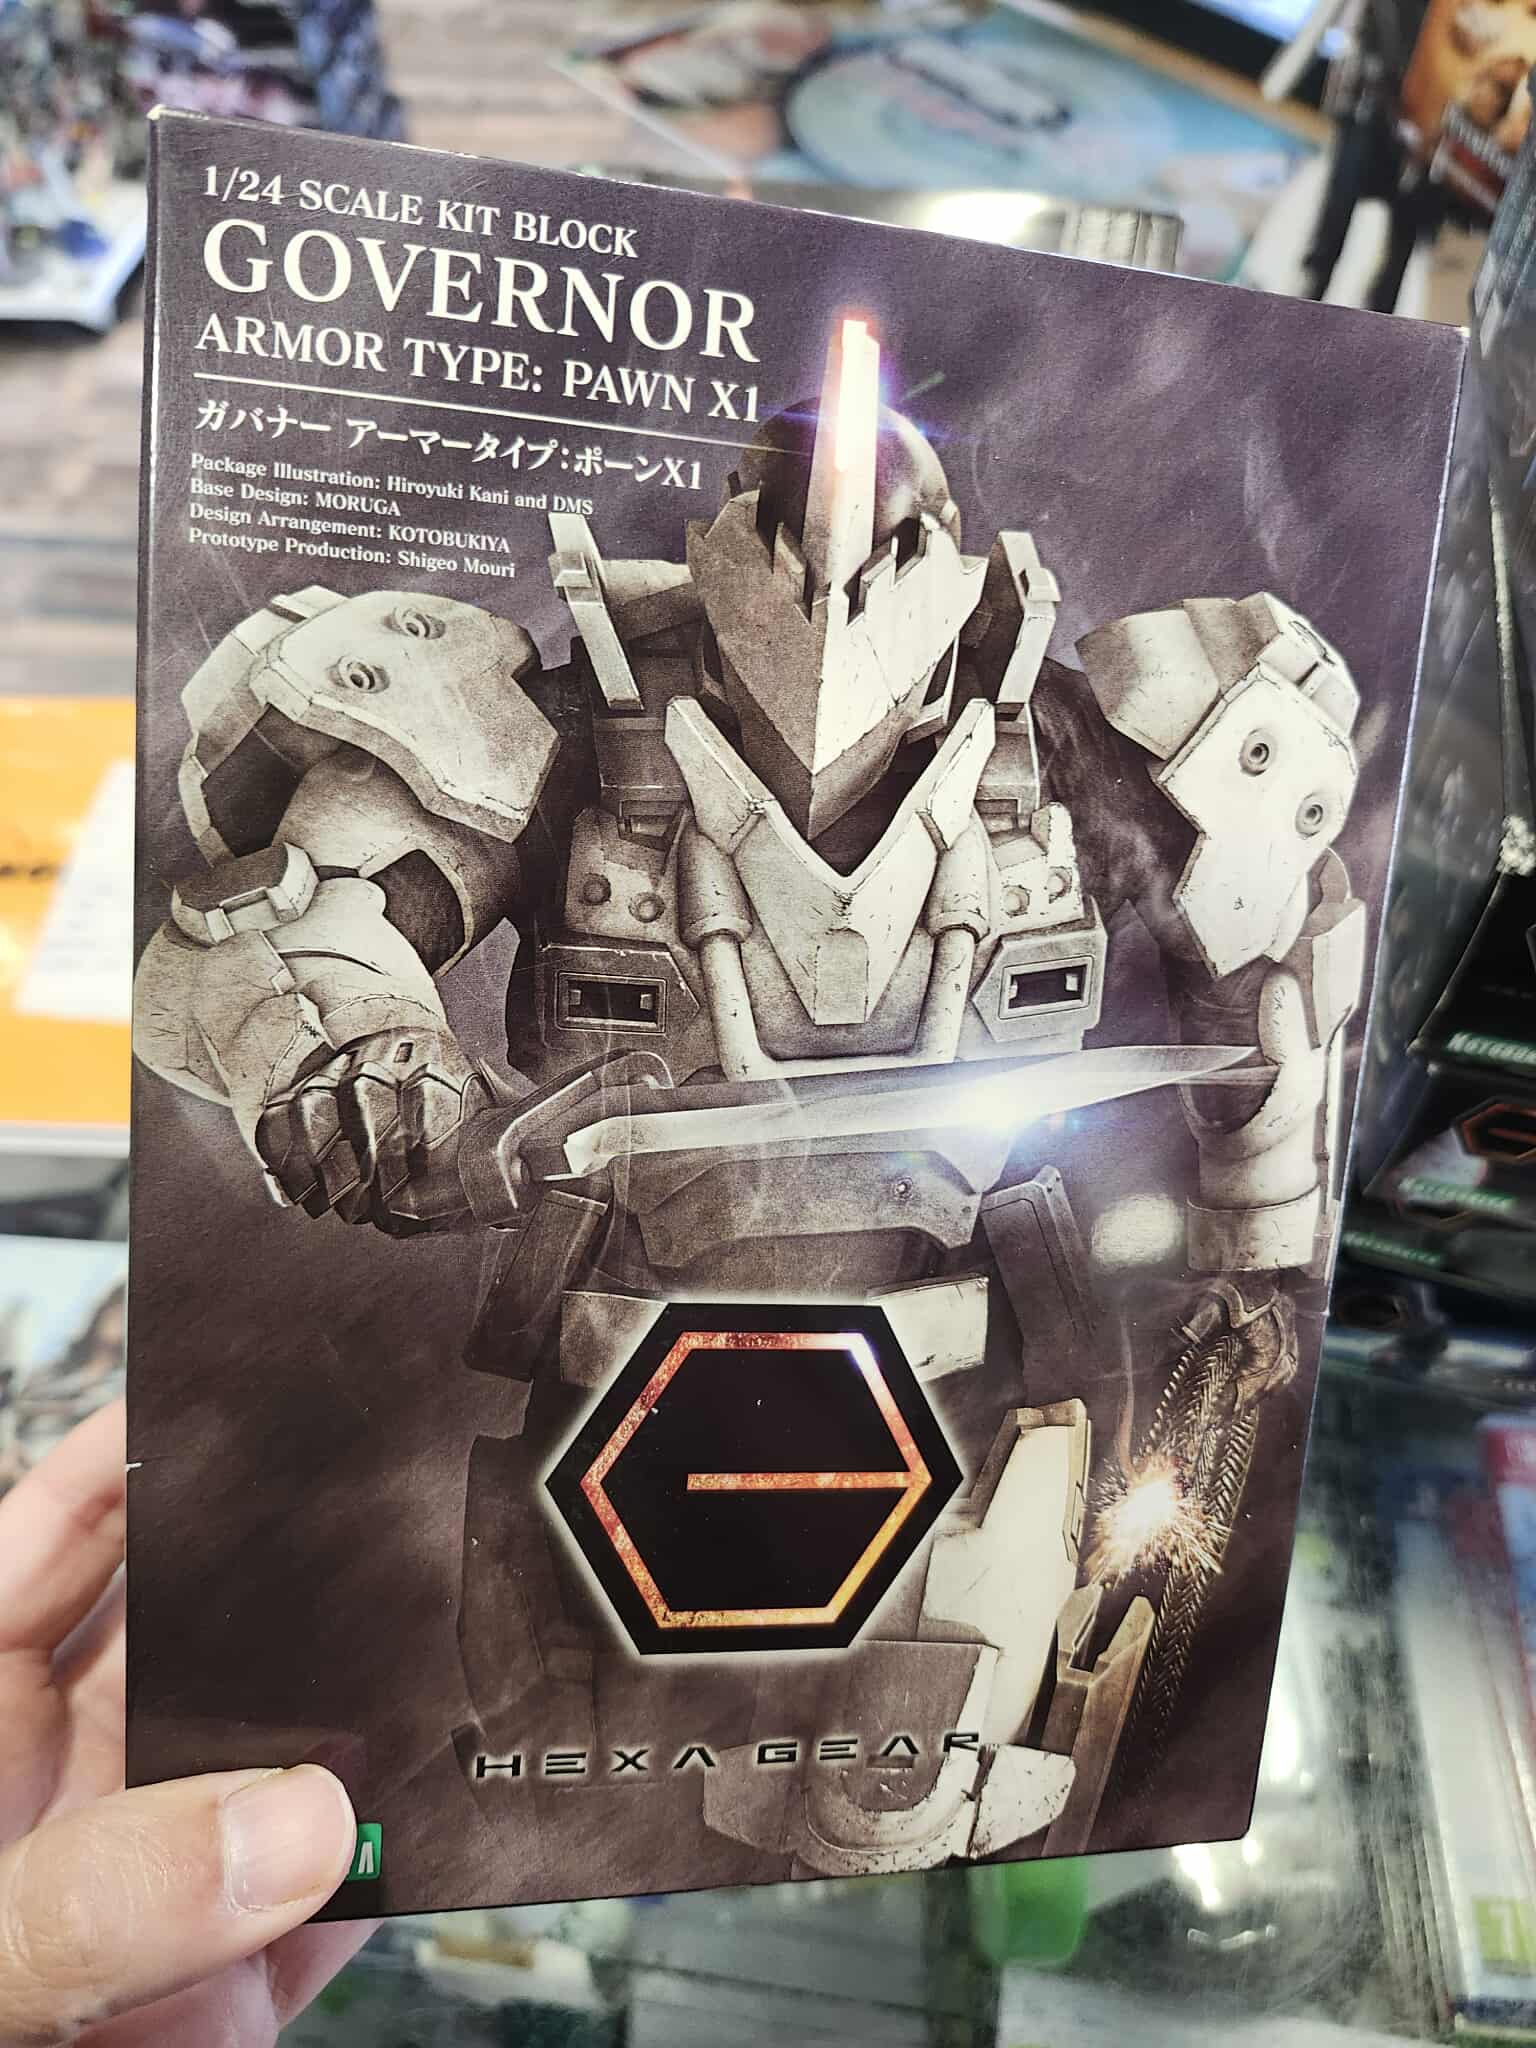 1/24 SCALE KIT BLOCK
GOVERNOR
ARMOR TYPE: PAWN X1
ガバナー アーマータイプ:ポーンX1
Package Illustration: Hiroyuki Kani and DMS
Base Design: MORUGA
Design Arrangement: KOTOBUKIYA
Prototype Production: Shigeo Mouri
HEXA GEAR